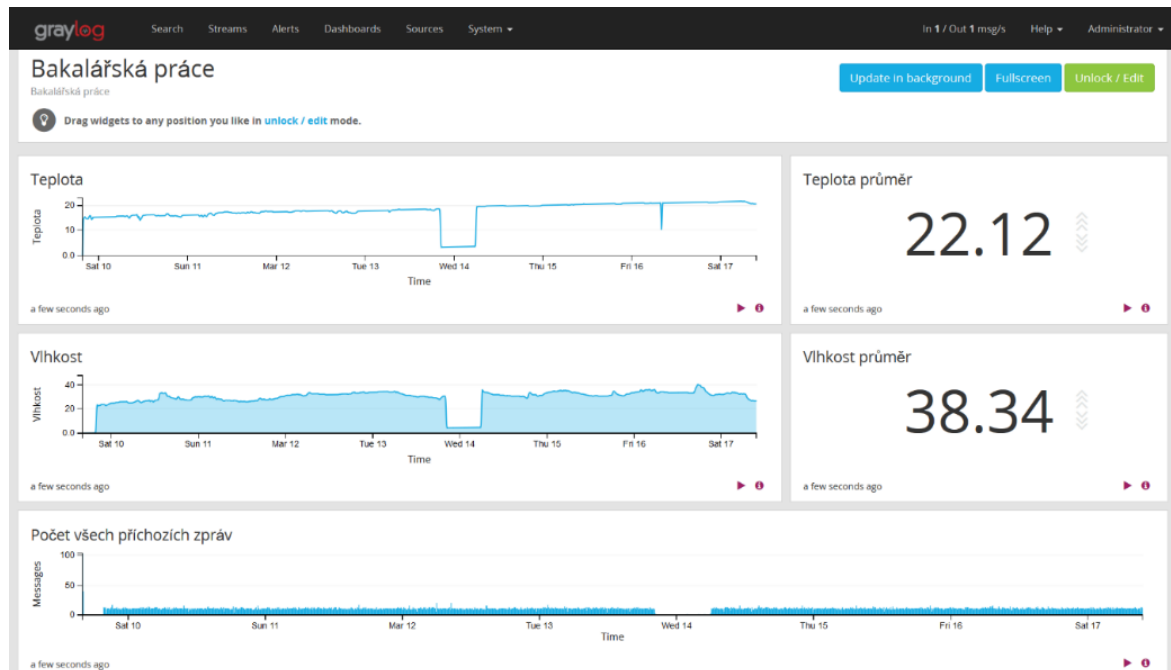 graylog Search Streams Alerts Dashboards Sources System In 1 / Out 1 msg/s Help Administrator
Bakalářská práce
Bakalářská práce
Update in background Fullscreen Unlock / Edit
Drag widgets to any position you like in unlock / edit mode.
Teplota
Teplota
20
10
0.0
Sat 10 Sun 11 Mar 12 Tue 13 Wed 14 Thu 15 Fri 16 Sat 17
Time
a few seconds ago
Teplota průměr
22.12
a few seconds ago
Vlhkost
Vlhkost
40
20
0.0
Sat 10 Sun 11 Mar 12 Tue 13 Wed 14 Thu 15 Fri 16 Sat 17
Time
a few seconds ago
Vlhkost průměr
38.34
a few seconds ago
Počet všech příchozích zpráv
Messages
100
50
0
Sat 10 Sun 11 Mar 12 Tue 13 Wed 14 Thu 15 Fri 16 Sat 17
Time
a few seconds ago